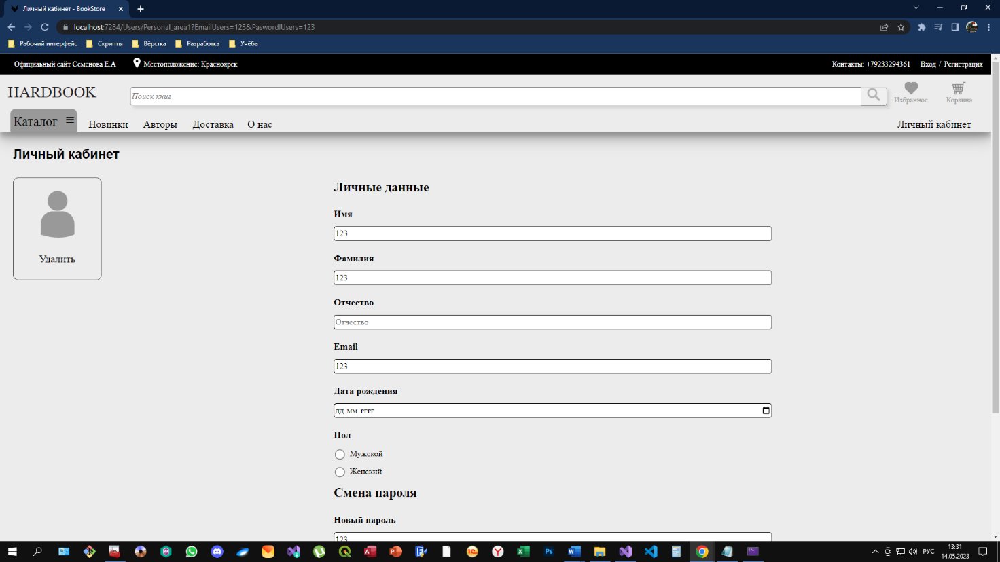 Личный кабинет - BookStore
localhost:7284/Users/Personal_area1?EmailUsers=123&PaswordlUsers=123
Рабочий интерфейс
Скрипты
Вёрстка
Разработка
Учёба
Официаьный сайт Семенова Е.А
Местоположение: Красноярск
Контакты: +79233294361
Вход / Регистрация
HARDBOOK
Поиск книг
Избранное
Корзина
Каталог
Новинки
Авторы
Доставка
О нас
Личный кабинет
Личный кабинет
Удалить
Личные данные
Имя
123
Фамилия
123
Отчество
Отчество
Email
123
Дата рождения
дд.мм.гггг
Пол
Мужской
Женский
Смена пароля
Новый пароль
123
РУС
13:31
14.05.2023